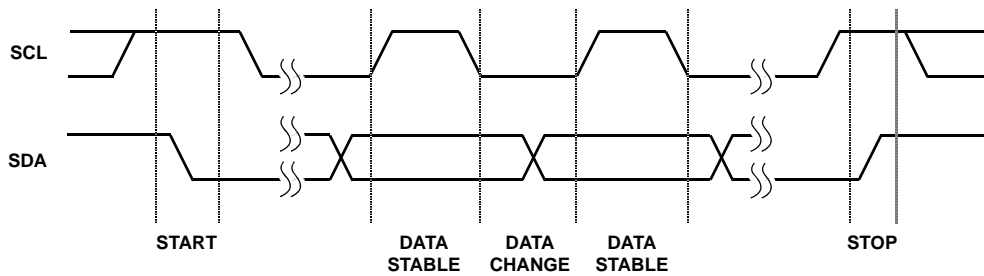 SCL
SDA
START
DATA
STABLE
DATA
CHANGE
DATA
STABLE
STOP